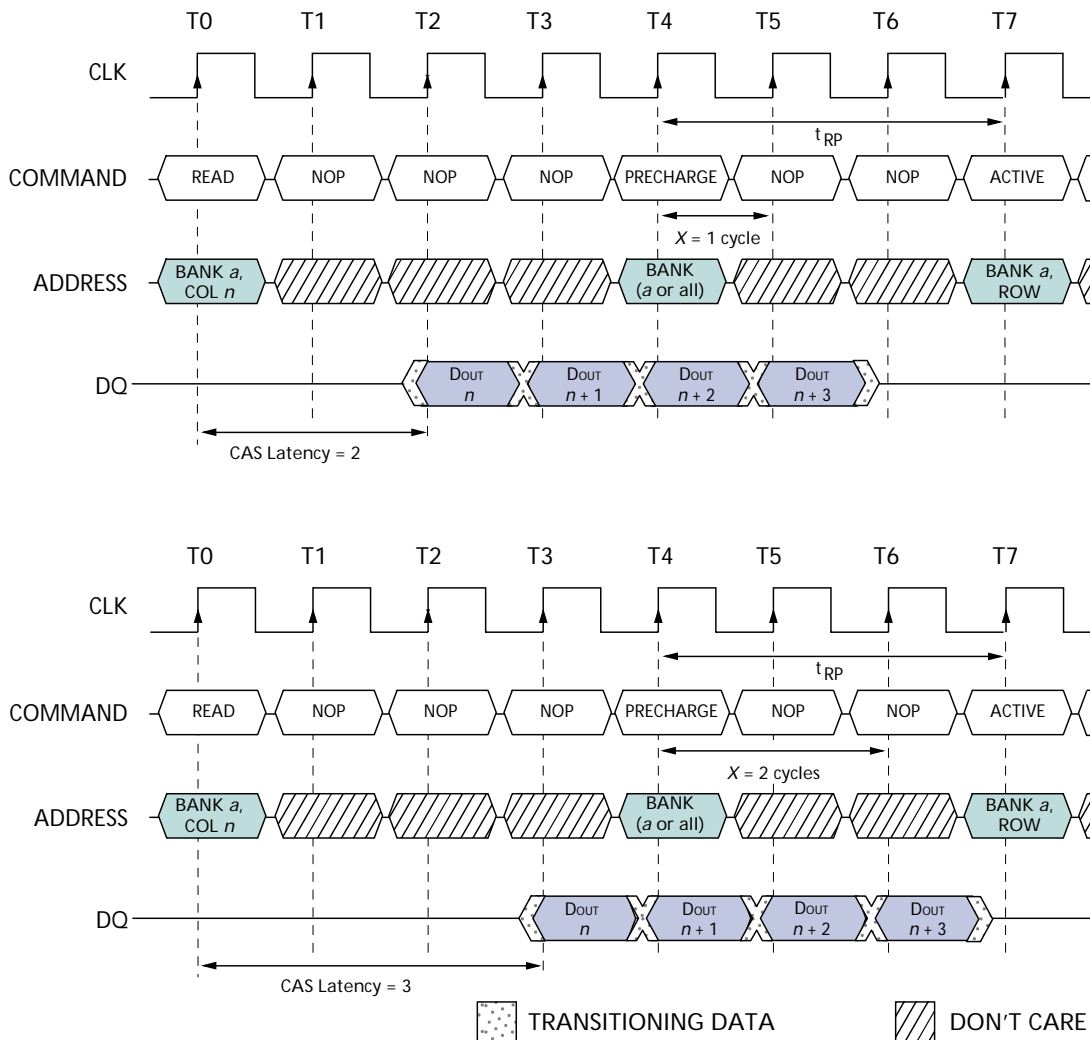 T0 T1 T2 T3 T4 T5 T6 T7
CLK
tRP
COMMAND READ NOP NOP NOP PRECHARGE NOP NOP ACTIVE
X = 1 cycle
ADDRESS
BANK a,
COL n
BANK
(a or all)
BANK a,
ROW
DQ
DOUT
n
DOUT
n + 1
DOUT
n + 2
DOUT
n + 3
CAS Latency = 2
T0 T1 T2 T3 T4 T5 T6 T7
CLK
tRP
COMMAND READ NOP NOP NOP PRECHARGE NOP NOP ACTIVE
X = 2 cycles
ADDRESS
BANK a,
COL n
BANK
(a or all)
BANK a,
ROW
DQ
DOUT
n
DOUT
n + 1
DOUT
n + 2
DOUT
n + 3
CAS Latency = 3
TRANSITIONING DATA DON'T CARE